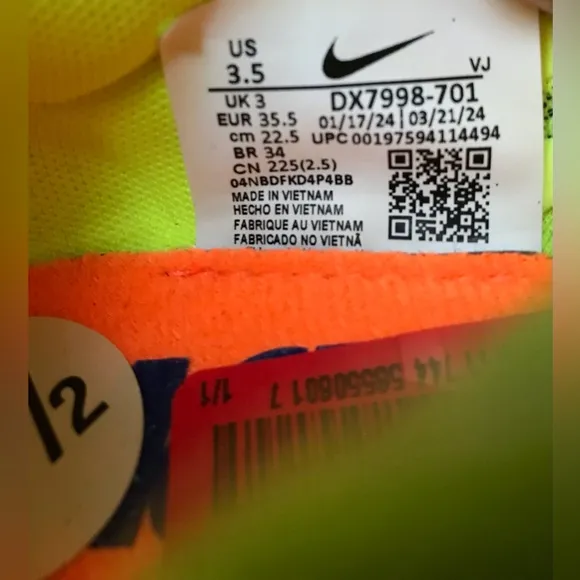 US
3.5
VJ
UK 3
DX7998-701
EUR 35.5
01/17/24 | 03/21/24
cm 22.5
UPC 00197594114494
BR 34
CN 225(2.5)
04NBDFKD4P4BB
MADE IN VIETNAM
HECHO EN VIETNAM
FABRIQUE AU VIETNAM
FABRICADO NO VIETNÃ
/2
1/1